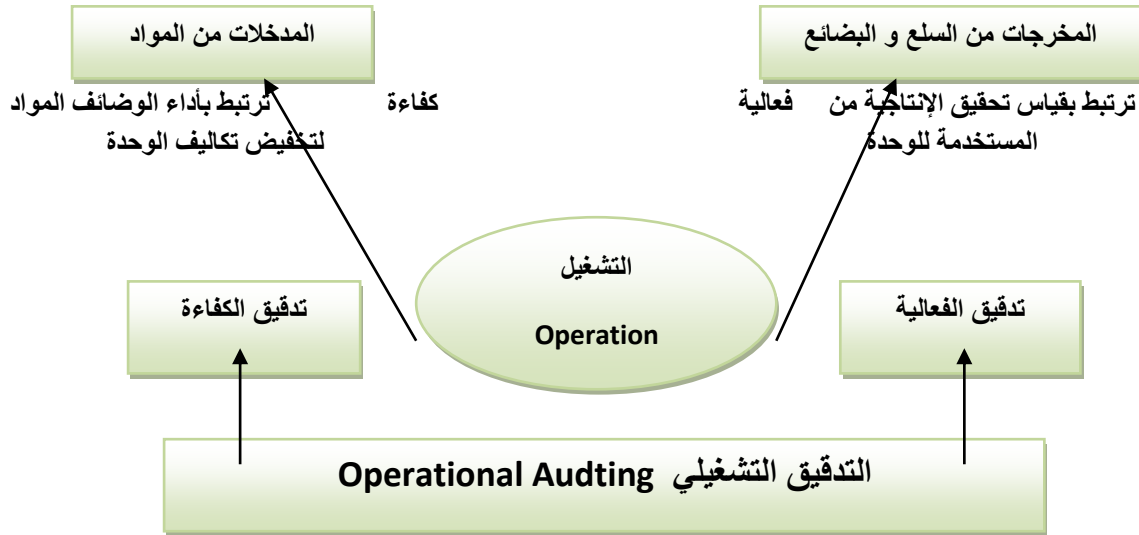 المخرجات من السلع و البضائع
المدخلات من المواد
ترتبط بقياس تحقيق الإنتاجية من فعالية
المستخدمة للوحدة
كفاءة ترتبط بأداء الوضائف المواد
لتخفيض تكاليف الوحدة
التشغيل
Operation
تدقيق الفعالية
تدقيق الكفاءة
التدقيق التشغيلي Operational Audting